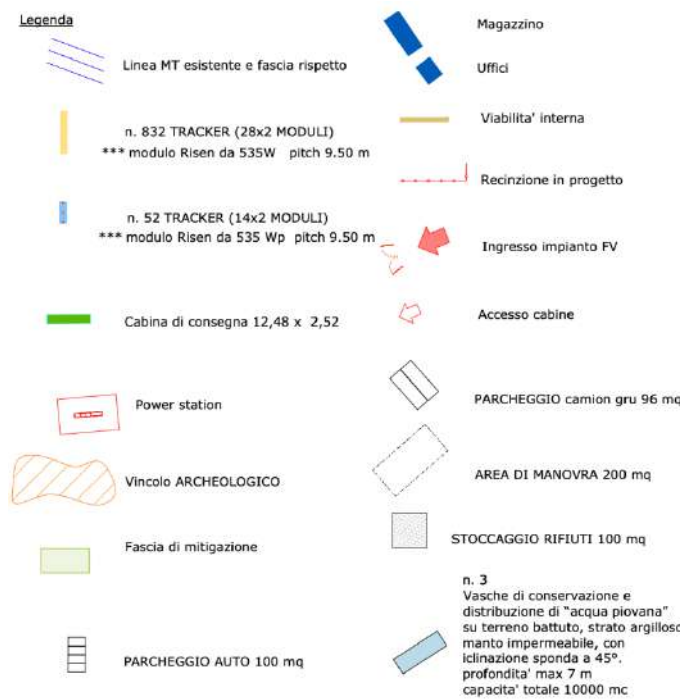 Legenda
Linea MT esistente e fascia rispetto
n. 832 TRACKER (28x2 MODULI)
*** modulo Risen da 535W pitch 9.50 m
n. 52 TRACKER (14x2 MODULI)
*** modulo Risen da 535 Wp pitch 9.50 m
Cabina di consegna 12,48 x 2,52
Power station
Vincolo ARCHEOLOGICO
Fascia di mitigazione
PARCHEGGIO AUTO 100 mq
Magazzino
Uffici
Viabilita' interna
Recinzione in progetto
Ingresso impianto FV
Accesso cabine
PARCHEGGIO camion gru 96 mq
AREA DI MANOVRA 200 mq
STOCCAGGIO RIFIUTI 100 mq
n. 3
Vasche di conservazione e
distribuzione di "acqua piovana"
su terreno battuto, strato argilloso
manto impermeabile, con
iclinazione sponda a 45°.
profondita' max 7 m
capacita' totale 10000 mc